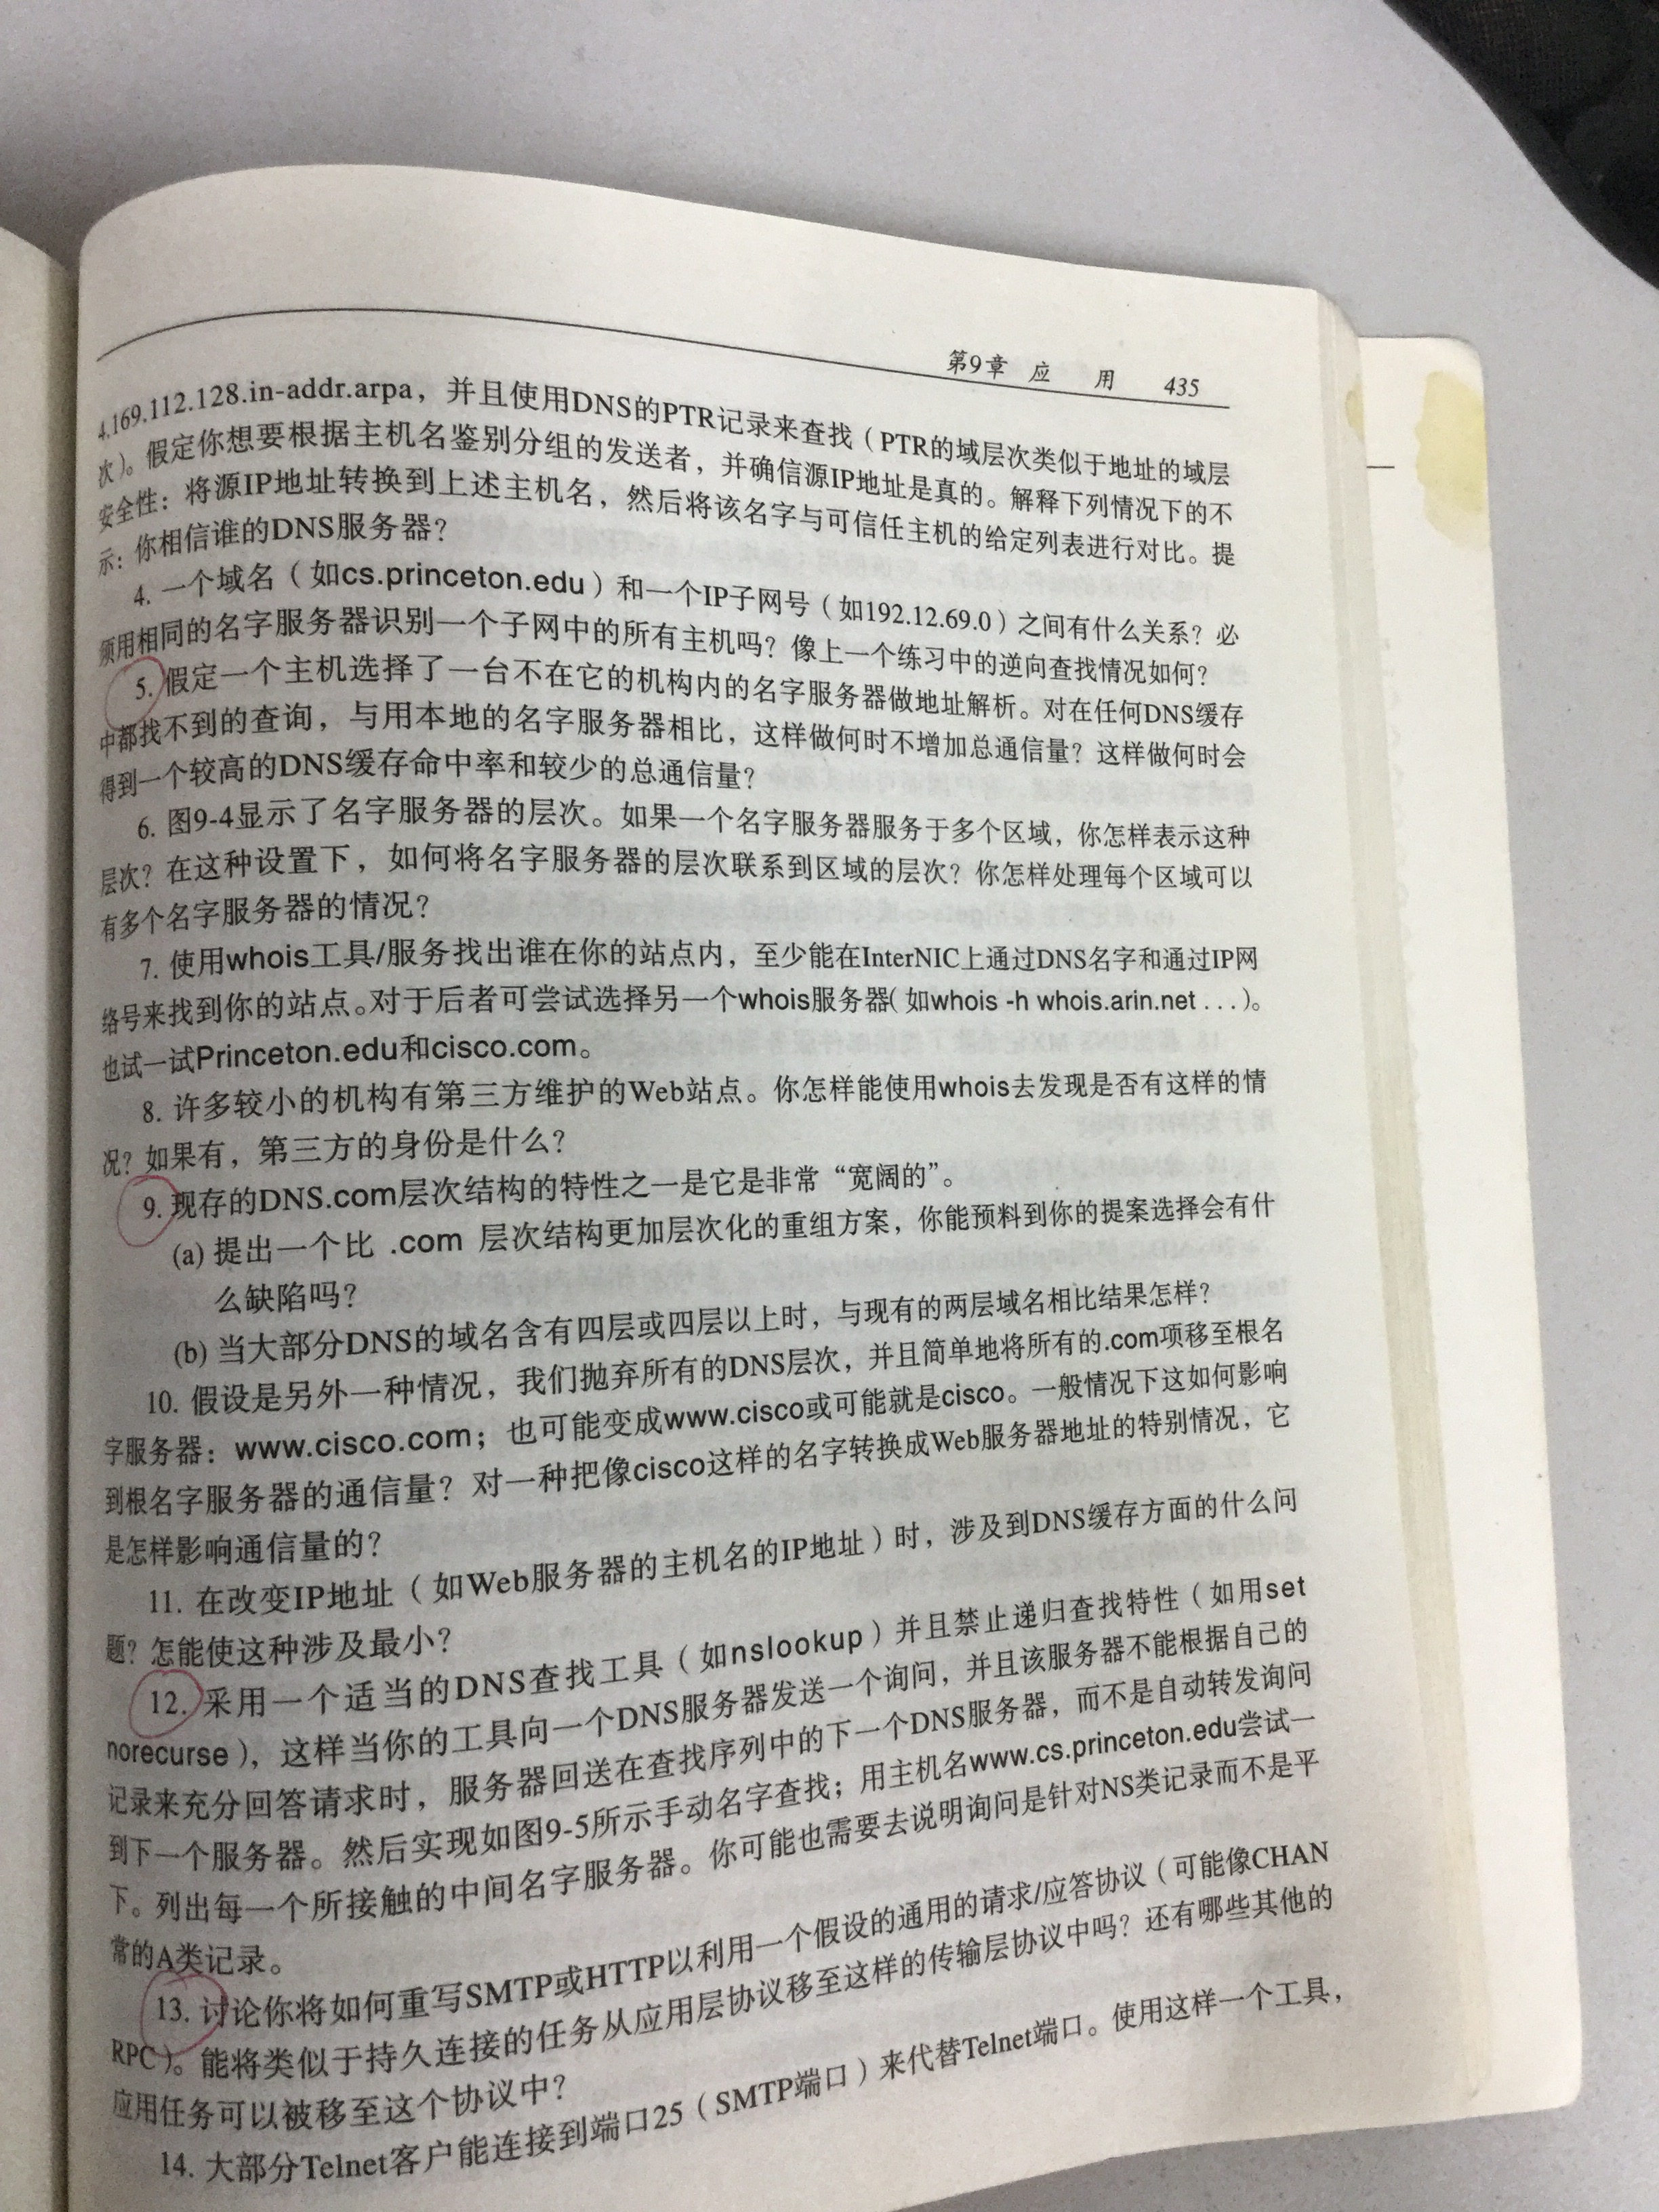 第9章 应 用 435
4.169.112.128.in-addr.arpa，并且使用DNS的PTR记录来查找（PTR的域层次类似于地址的域层
次）。假定你想要根据主机名鉴别分组的发送者，并确信源IP地址是真的。解释下列情况下的不
安全性：将源IP地址转换到上述主机名，然后将该名字与可信任主机的给定列表进行对比。提
示：你相信谁的DNS服务器？
4. 一个域名（如cs.princeton.edu）和一个IP子网号（如192.12.69.0）之间有什么关系？必
须用相同的名字服务器识别一个子网中的所有主机吗？像上一个练习中的逆向查找情况如何？
5. 假定一个主机选择了一台不在它的机构内的名字服务器做地址解析。对在任何DNS缓存
中都找不到的查询，与用本地的名字服务器相比，这样做何时不增加总通信量？这样做何时会
得到一个较高的DNS缓存命中率和较少的总通信量？
6. 图9-4显示了名字服务器的层次。如果一个名字服务器服务于多个区域，你怎样表示这种
层次？在这种设置下，如何将名字服务器的层次联系到区域的层次？你怎样处理每个区域可以
有多个名字服务器的情况？
7. 使用whois工具/服务找出谁在你的站点内，至少能在InterNIC上通过DNS名字和通过IP网
络号来找到你的站点。对于后者可尝试选择另一个whois服务器（如whois -h whois.arin.net ...）。
也试一试Princeton.edu和cisco.com。
8. 许多较小的机构有第三方维护的Web站点。你怎样能使用whois去发现是否有这样的情
况？如果有，第三方的身份是什么？
9. 现存的DNS.com层次结构的特性之一是它是非常“宽阔的”。
(a) 提出一个比 .com 层次结构更加层次化的重组方案，你能预料到你的提案选择会有什
么缺陷吗？
(b) 当大部分DNS的域名含有四层或四层以上时，与现有的两层域名相比结果怎样？
10. 假设是另外一种情况，我们抛弃所有的DNS层次，并且简单地将所有的.com项移至根名
字服务器：www.cisco.com；也可能变成www.cisco或可能就是cisco。一般情况下这如何影响
到根名字服务器的通信量？对一种把像cisco这样的名字转换成Web服务器地址的特别情况，它
是怎样影响通信量的？
11. 在改变IP地址（如Web服务器的主机名的IP地址）时，涉及到DNS缓存方面的什么问
题？怎能使这种涉及最小？
12. 采用一个适当的DNS查找工具（如nslookup）并且禁止递归查找特性（如用set
norecurse），这样当你的工具向一个DNS服务器发送一个询问，并且该服务器不能根据自己的
记录来充分回答请求时，服务器回送在查找序列中的下一个DNS服务器，而不是自动转发询问
到下一个服务器。然后实现如图9-5所示手动名字查找；用主机名www.cs.princeton.edu尝试一
下。列出每一个所接触的中间名字服务器。你可能也需要去说明询问是针对NS类记录而不是平
常的A类记录。
13. 讨论你将如何重写SMTP或HTTP以利用一个假设的通用的请求/应答协议（可能像CHAN
RPC）。能将类似于持久连接的任务从应用层协议移至这样的传输层协议中吗？还有哪些其他的
应用任务可以被移至这个协议中？
14. 大部分Telnet客户能连接到端口25（SMTP端口）来代替Telnet端口。使用这样一个工具，